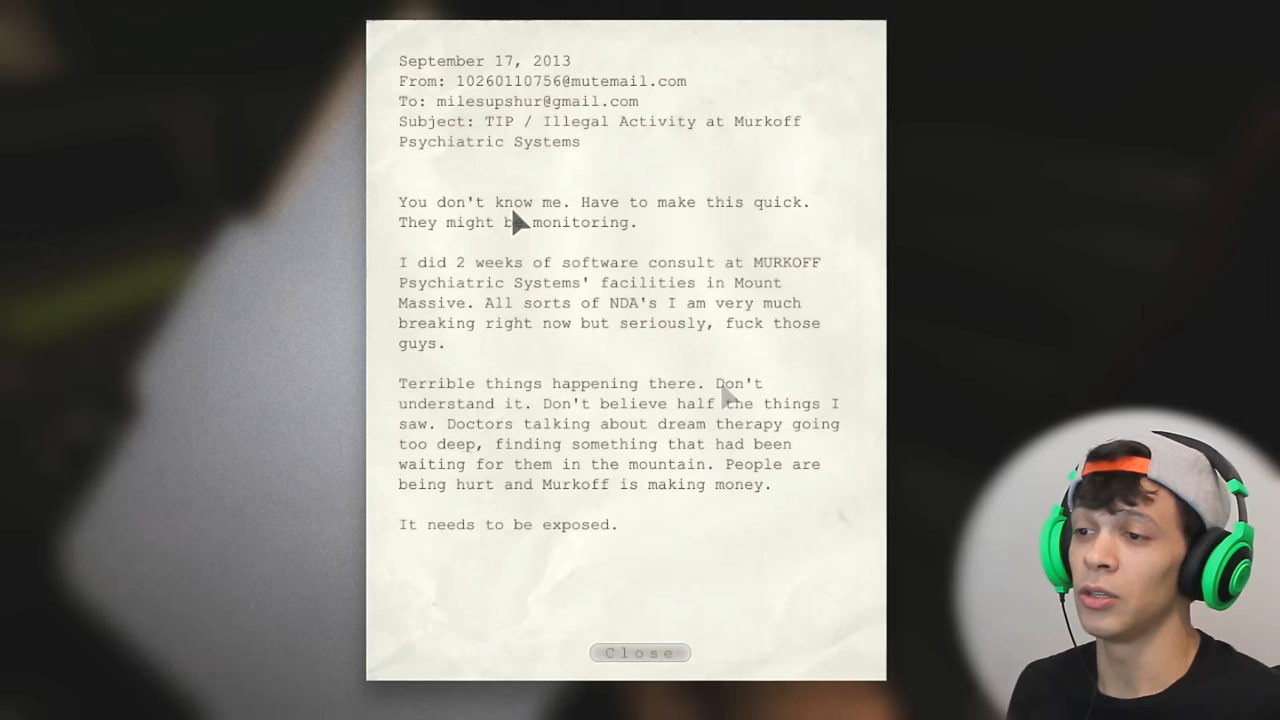 September 17, 2013
From: 10260110756@mutemail.com
To: milesupshur@gmail.com
Subject: TIP / Illegal Activity at Murkoff
Psychiatric Systems
You don't know me. Have to make this quick.
They might be monitoring.
I did 2 weeks of software consult at MURKOFF
Psychiatric Systems' facilities in Mount
Massive. All sorts of NDA's I am very much
breaking right now but seriously, fuck those
guys.
Terrible things happening there. Don't
understand it. Don't believe half the things I
saw. Doctors talking about dream therapy going
too deep, finding something that had been
waiting for them in the mountain. People are
being hurt and Murkoff is making money.
It needs to be exposed.
Close